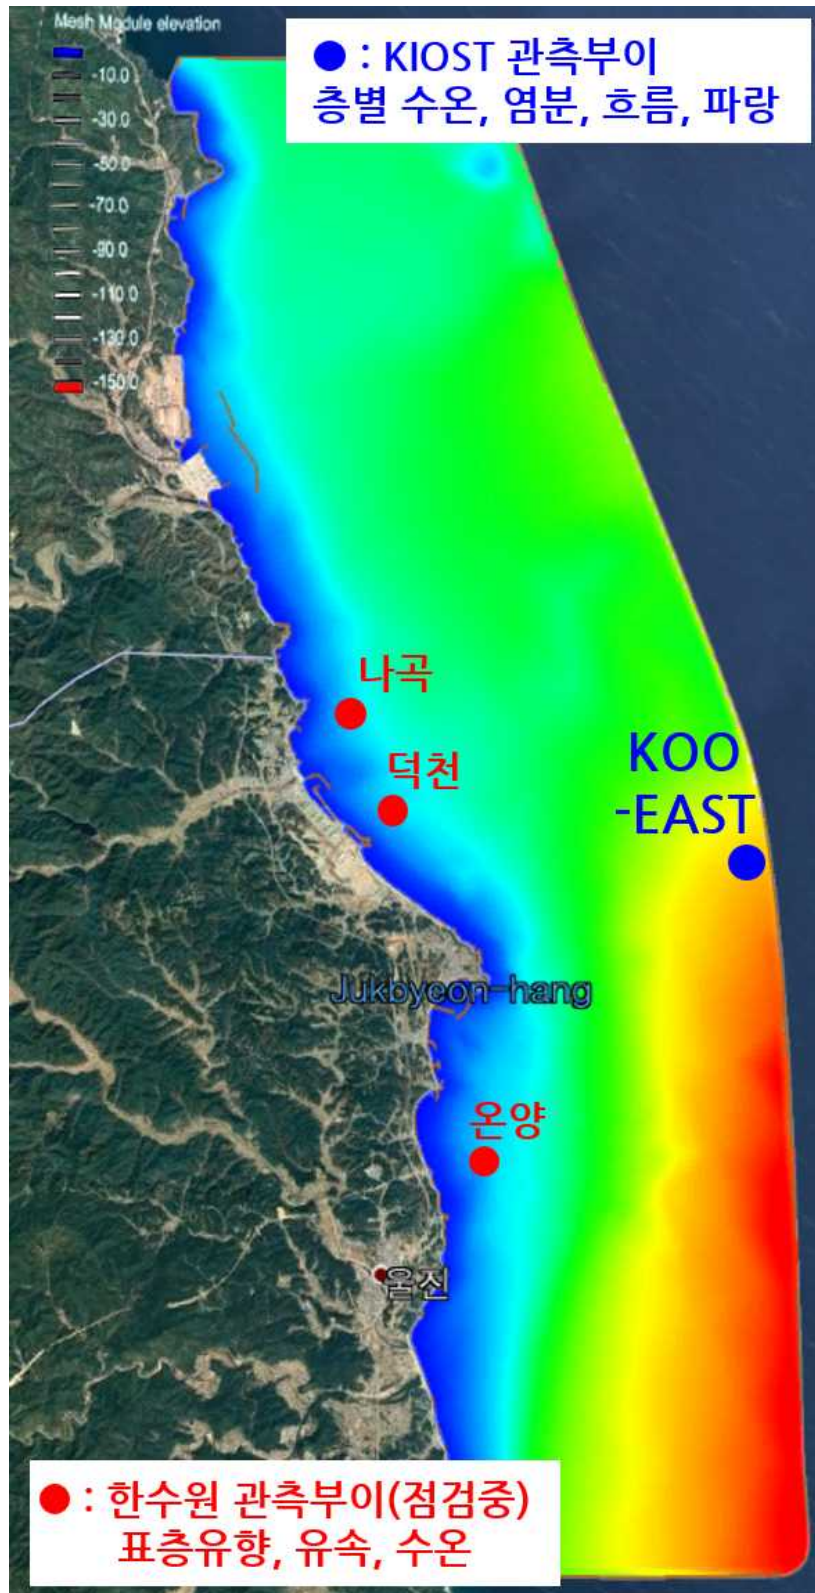 Mesh Module elevation
-10.0
-30.0
-50.0
-70.0
-90.0
-110.0
-130.0
-150.0
● : KIOST 관측부이
층별 수온, 염분, 흐름, 파랑
나곡
덕천
KOO
-EAST
Jukbyeon-hang
온양
울진
● : 한수원 관측부이(점검중)
표층유향, 유속, 수온